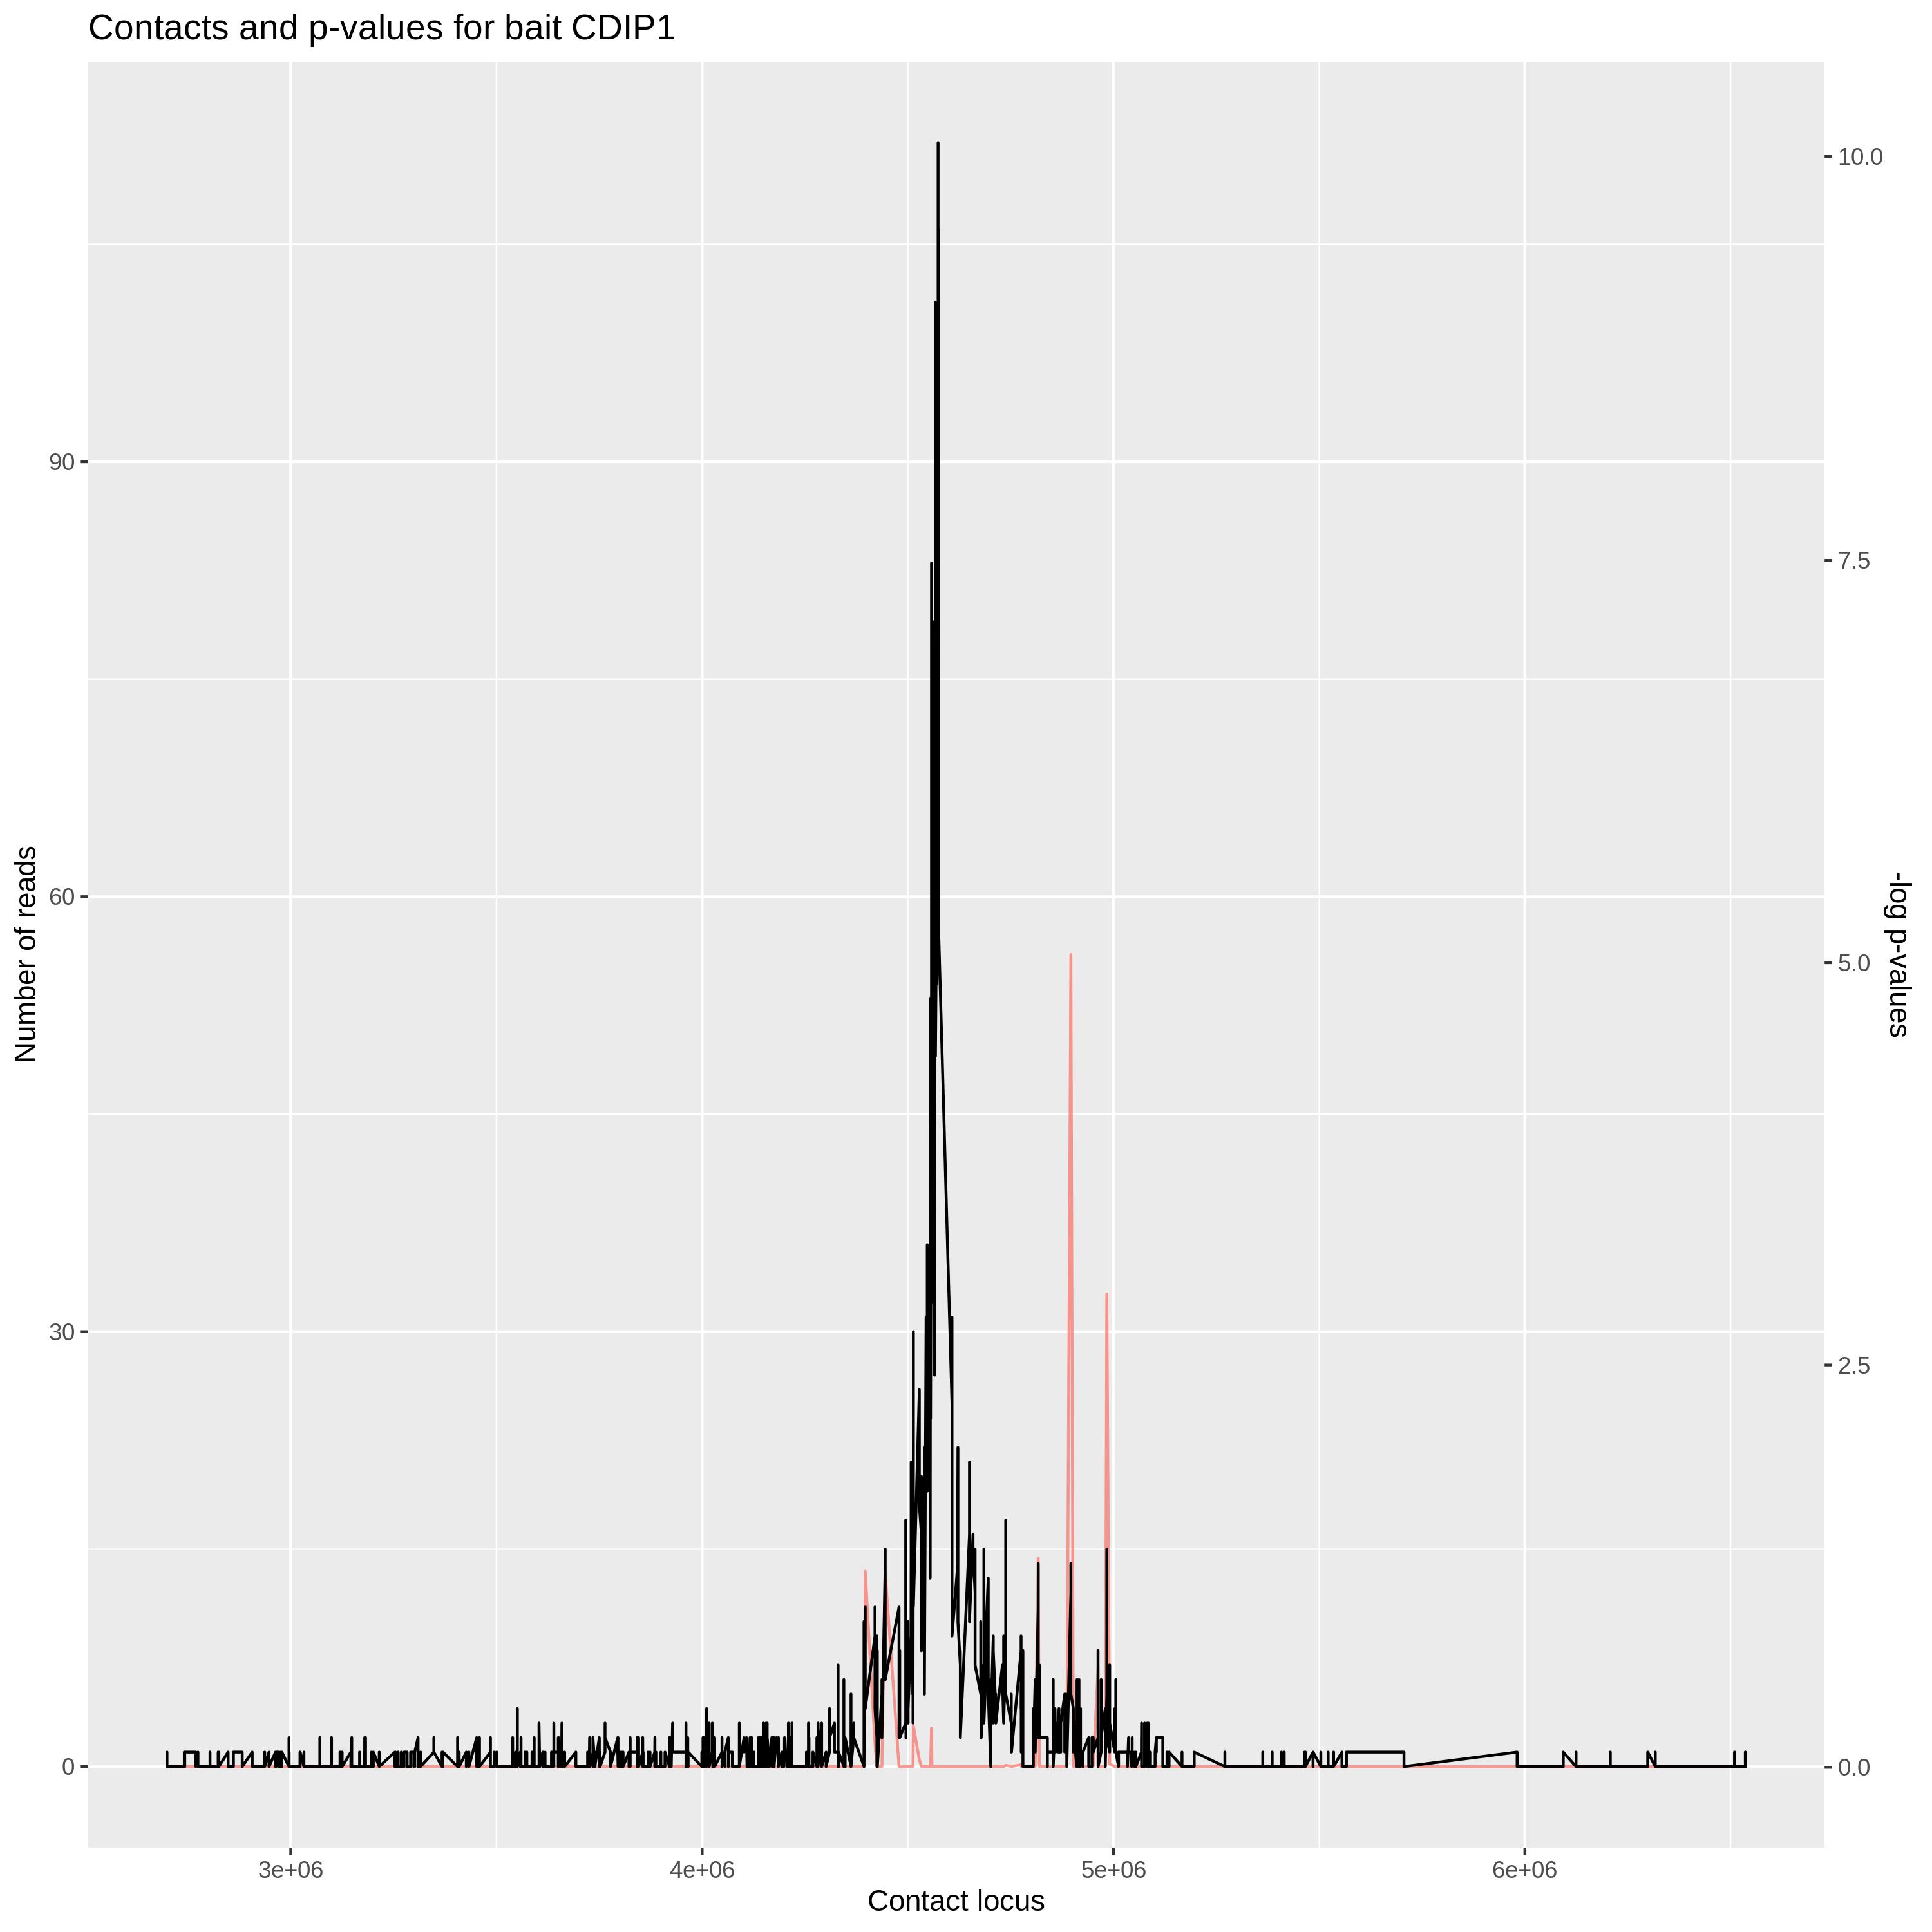 Contacts and p-values for bait CDIP1
Number of reads
90
60
30
0
10.0
7.5
5.0
2.5
0.0
-log p-values
3e+06
4e+06
5e+06
6e+06
Contact locus